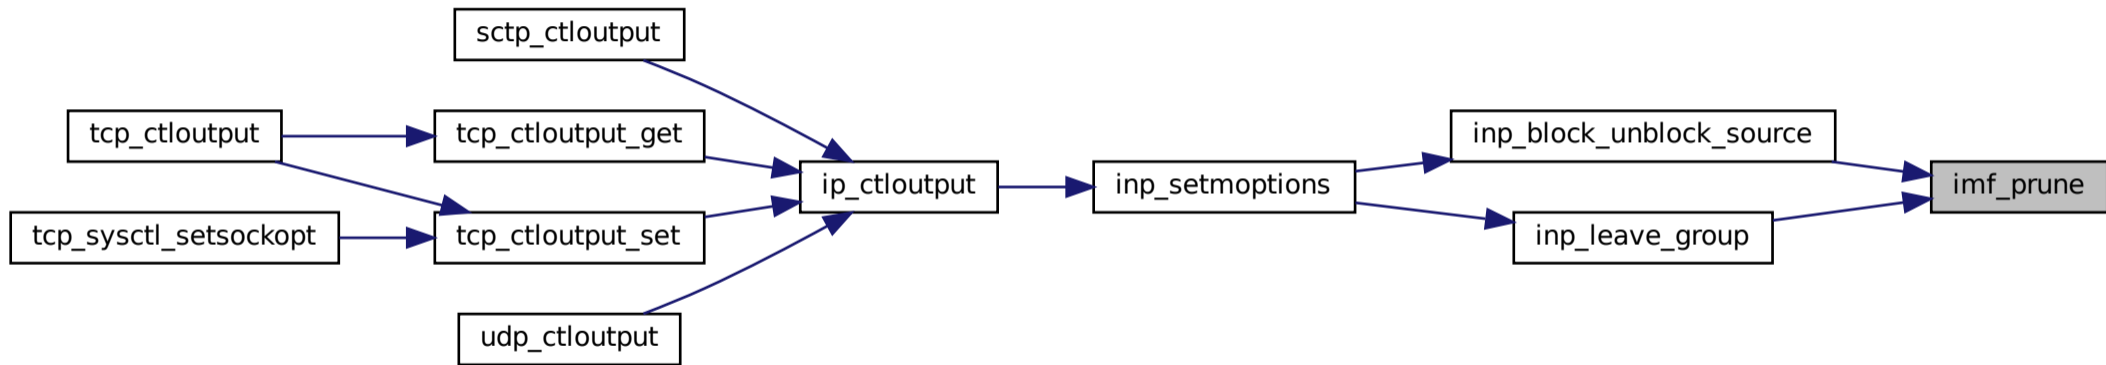 sctp_ctloutput
tcp_ctloutput
tcp_ctloutput_get
inp_block_unblock_source
ip_ctloutput
inp_setmoptions
imf_prune
tcp_sysctl_setsockopt
tcp_ctloutput_set
inp_leave_group
udp_ctloutput